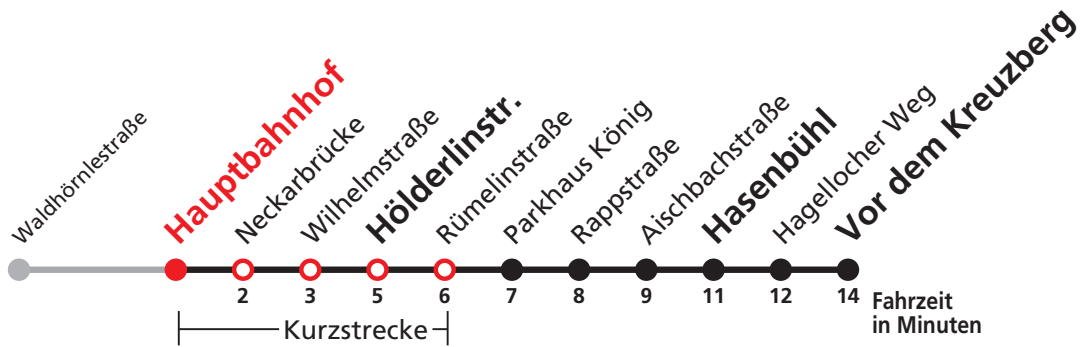 Waldhörnlestraße
Hauptbahnhof
Neckarbrücke
Wilhelmstraße
Hölderlinstr.
Rümelinstraße
Parkhaus König
Rappstraße
Aischbachstraße
Hasenbühl
Hagellocher Weg
Vor dem Kreuzberg
2 3 5 6 7 8 9 11 12 14
Fahrzeit
in Minuten
Kurzstrecke